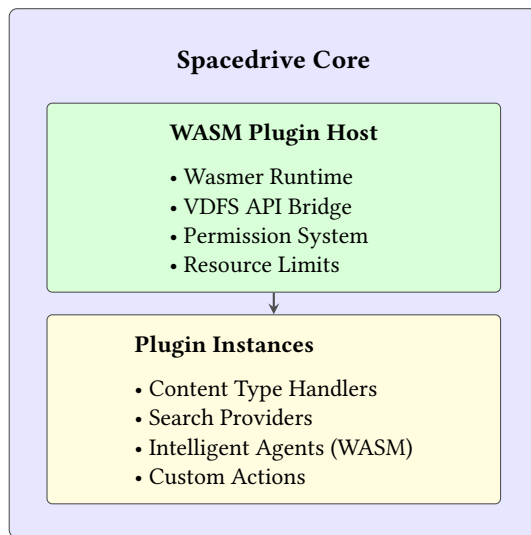 Spacedrive Core
WASM Plugin Host
• Wasmer Runtime
• VDFS API Bridge
• Permission System
• Resource Limits
Plugin Instances
• Content Type Handlers
• Search Providers
• Intelligent Agents (WASM)
• Custom Actions